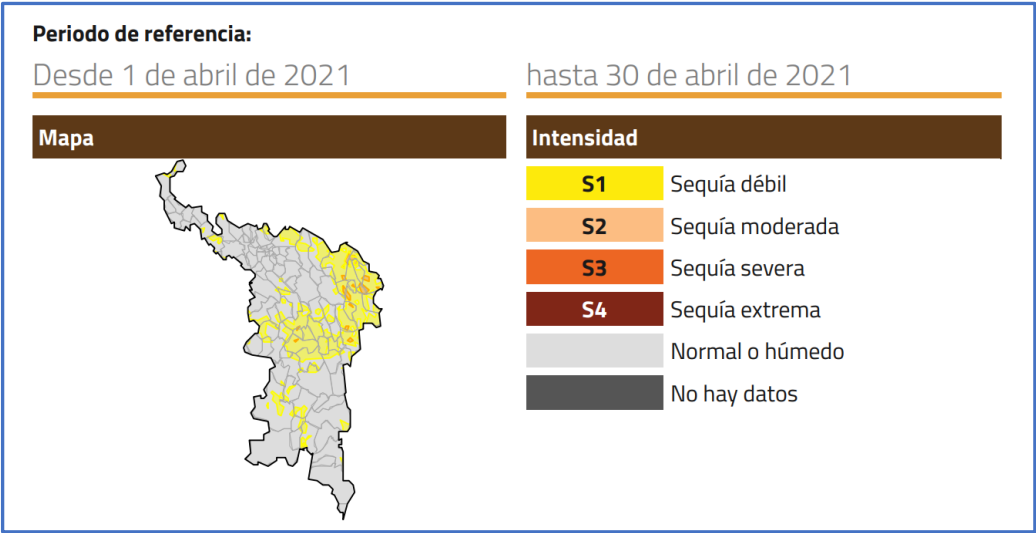 Periodo de referencia:
Desde 1 de abril de 2021
hasta 30 de abril de 2021
Mapa
Intensidad
S1 Sequía débil
S2 Sequía moderada
S3 Sequía severa
S4 Sequía extrema
Normal o húmedo
No hay datos